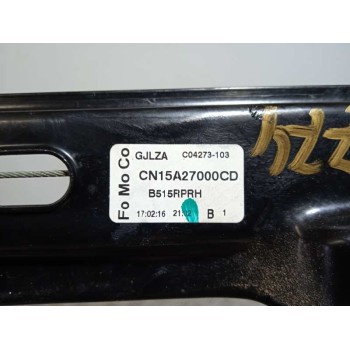 Fo Mo Co
GJLZA C04273-103
CN15A27000CD
B515RPRH
17:02:16 B 1